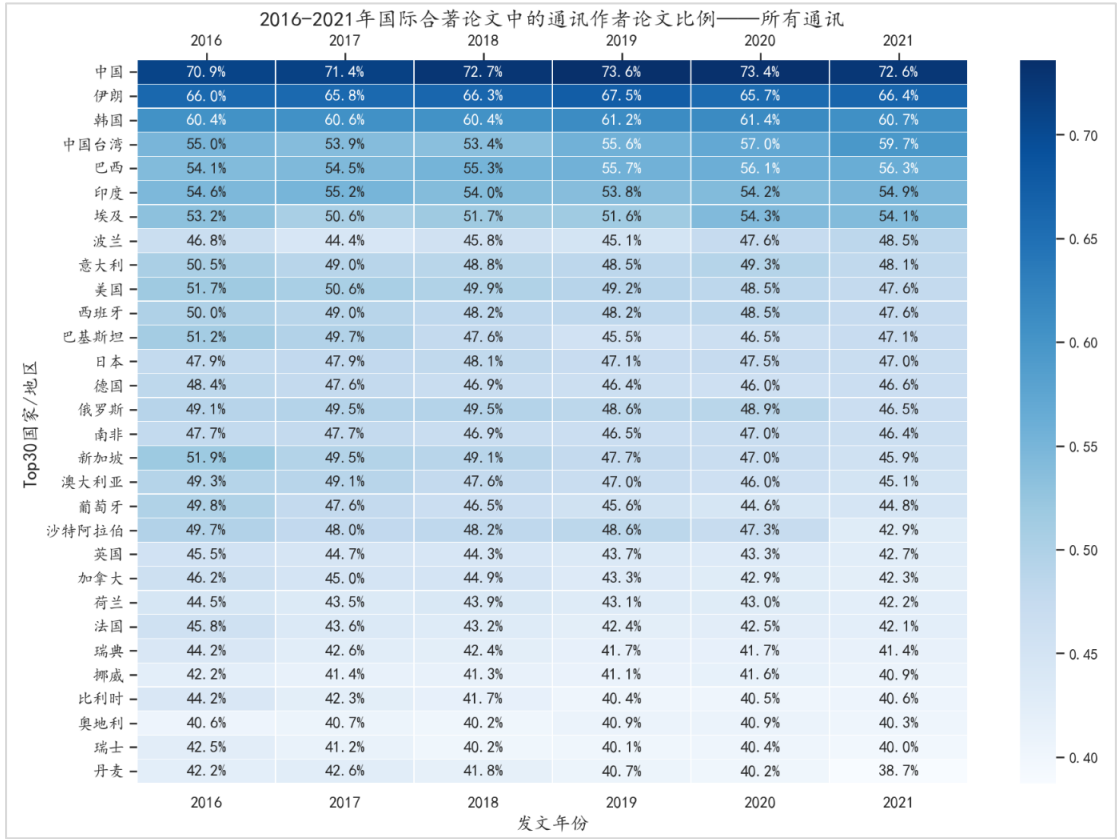 2016-2021年国际合著论文中的通讯作者论文比例——所有通讯
2016 2017 2018 2019 2020 2021
中国 70.9% 71.4% 72.7% 73.6% 73.4% 72.6%
伊朗 66.0% 65.8% 66.3% 67.5% 65.7% 66.4%
韩国 60.4% 60.6% 60.4% 61.2% 61.4% 60.7%
中国台湾 55.0% 53.9% 53.4% 55.6% 57.0% 59.7%
巴西 54.1% 54.5% 55.3% 55.7% 56.1% 56.3%
印度 54.6% 55.2% 54.0% 53.8% 54.2% 54.9%
埃及 53.2% 50.6% 51.7% 51.6% 54.3% 54.1%
波兰 46.8% 44.4% 45.8% 45.1% 47.6% 48.5%
意大利 50.5% 49.0% 48.8% 48.5% 49.3% 48.1%
美国 51.7% 50.6% 49.9% 49.2% 48.5% 47.6%
西班牙 50.0% 49.0% 48.2% 48.2% 48.5% 47.6%
巴基斯坦 51.2% 49.7% 47.6% 45.5% 46.5% 47.1%
日本 47.9% 47.9% 48.1% 47.1% 47.5% 47.0%
德国 48.4% 47.6% 46.9% 46.4% 46.0% 46.6%
俄罗斯 49.1% 49.5% 49.5% 48.6% 48.9% 46.5%
南非 47.7% 47.7% 46.9% 46.5% 47.0% 46.4%
新加坡 51.9% 49.5% 49.1% 47.7% 47.0% 45.9%
澳大利亚 49.3% 49.1% 47.6% 47.0% 46.0% 45.1%
葡萄牙 49.8% 47.6% 46.5% 45.6% 44.6% 44.8%
沙特阿拉伯 49.7% 48.0% 48.2% 48.6% 47.3% 42.9%
英国 45.5% 44.7% 44.3% 43.7% 43.3% 42.7%
加拿大 46.2% 45.0% 44.9% 43.3% 42.9% 42.3%
荷兰 44.5% 43.5% 43.9% 43.1% 43.0% 42.2%
法国 45.8% 43.6% 43.2% 42.4% 42.5% 42.1%
瑞典 44.2% 42.6% 42.4% 41.7% 41.7% 41.4%
挪威 42.2% 41.4% 41.3% 41.1% 41.6% 40.9%
比利时 44.2% 42.3% 41.7% 40.4% 40.5% 40.6%
奥地利 40.6% 40.7% 40.2% 40.9% 40.9% 40.3%
瑞士 42.5% 41.2% 40.2% 40.1% 40.4% 40.0%
丹麦 42.2% 42.6% 41.8% 40.7% 40.2% 38.7%
2016 2017 2018 2019 2020 2021
发文年份
Top30国家/地区
0.70
0.65
0.60
0.55
0.50
0.45
0.40